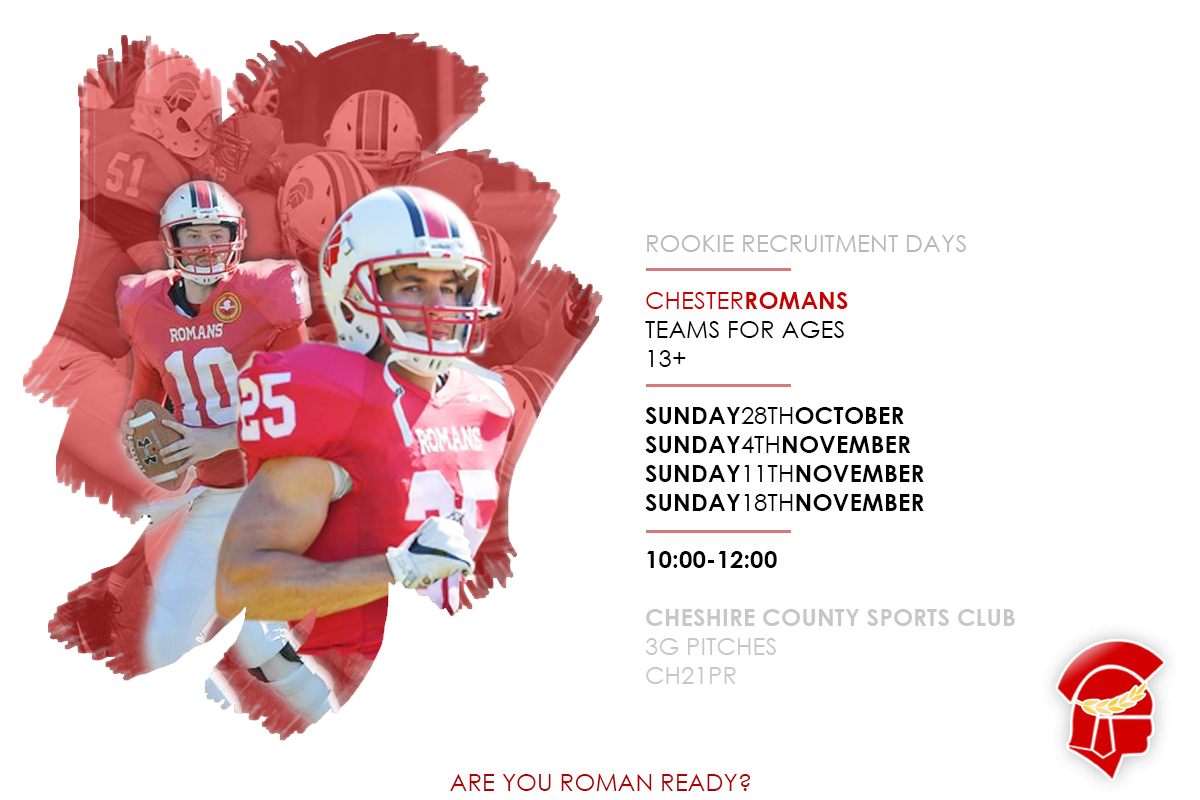 51
ROMANS
10
25
ROMANS
ROOKIE RECRUITMENT DAYS
CHESTERROMANS
TEAMS FOR AGES
13+
SUNDAY28THOCTOBER
SUNDAY4THNOVEMBER
SUNDAY11THNOVEMBER
SUNDAY18THNOVEMBER
10:00-12:00
CHESHIRE COUNTY SPORTS CLUB
3G PITCHES
CH21PR
ARE YOU ROMAN READY?